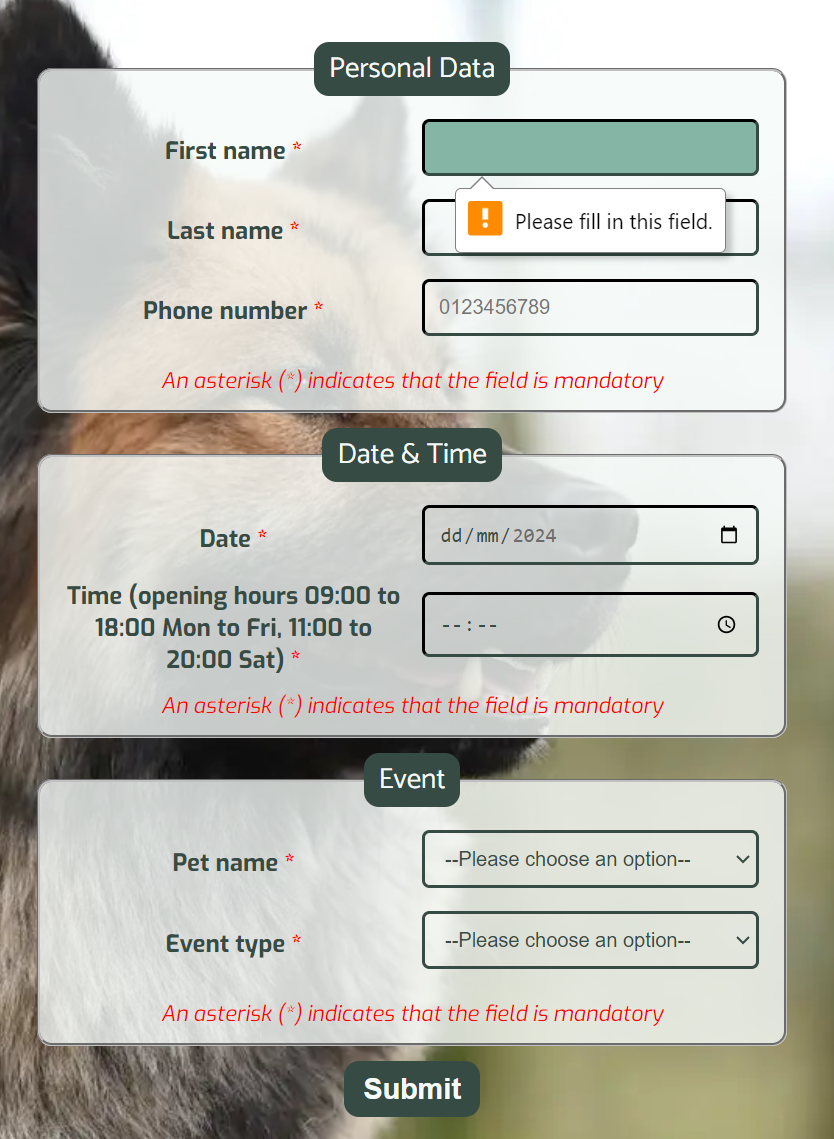 Personal Data
First name *
Please fill in this field.
Last name *
Phone number *
0123456789
An asterisk (*) indicates that the field is mandatory
Date & Time
Date *
dd/mm/2024
Time (opening hours 09:00 to
18:00 Mon to Fri, 11:00 to
20:00 Sat) *
--:--
An asterisk (*) indicates that the field is mandatory
Event
Pet name *
--Please choose an option--
Event type *
--Please choose an option--
An asterisk (*) indicates that the field is mandatory
Submit